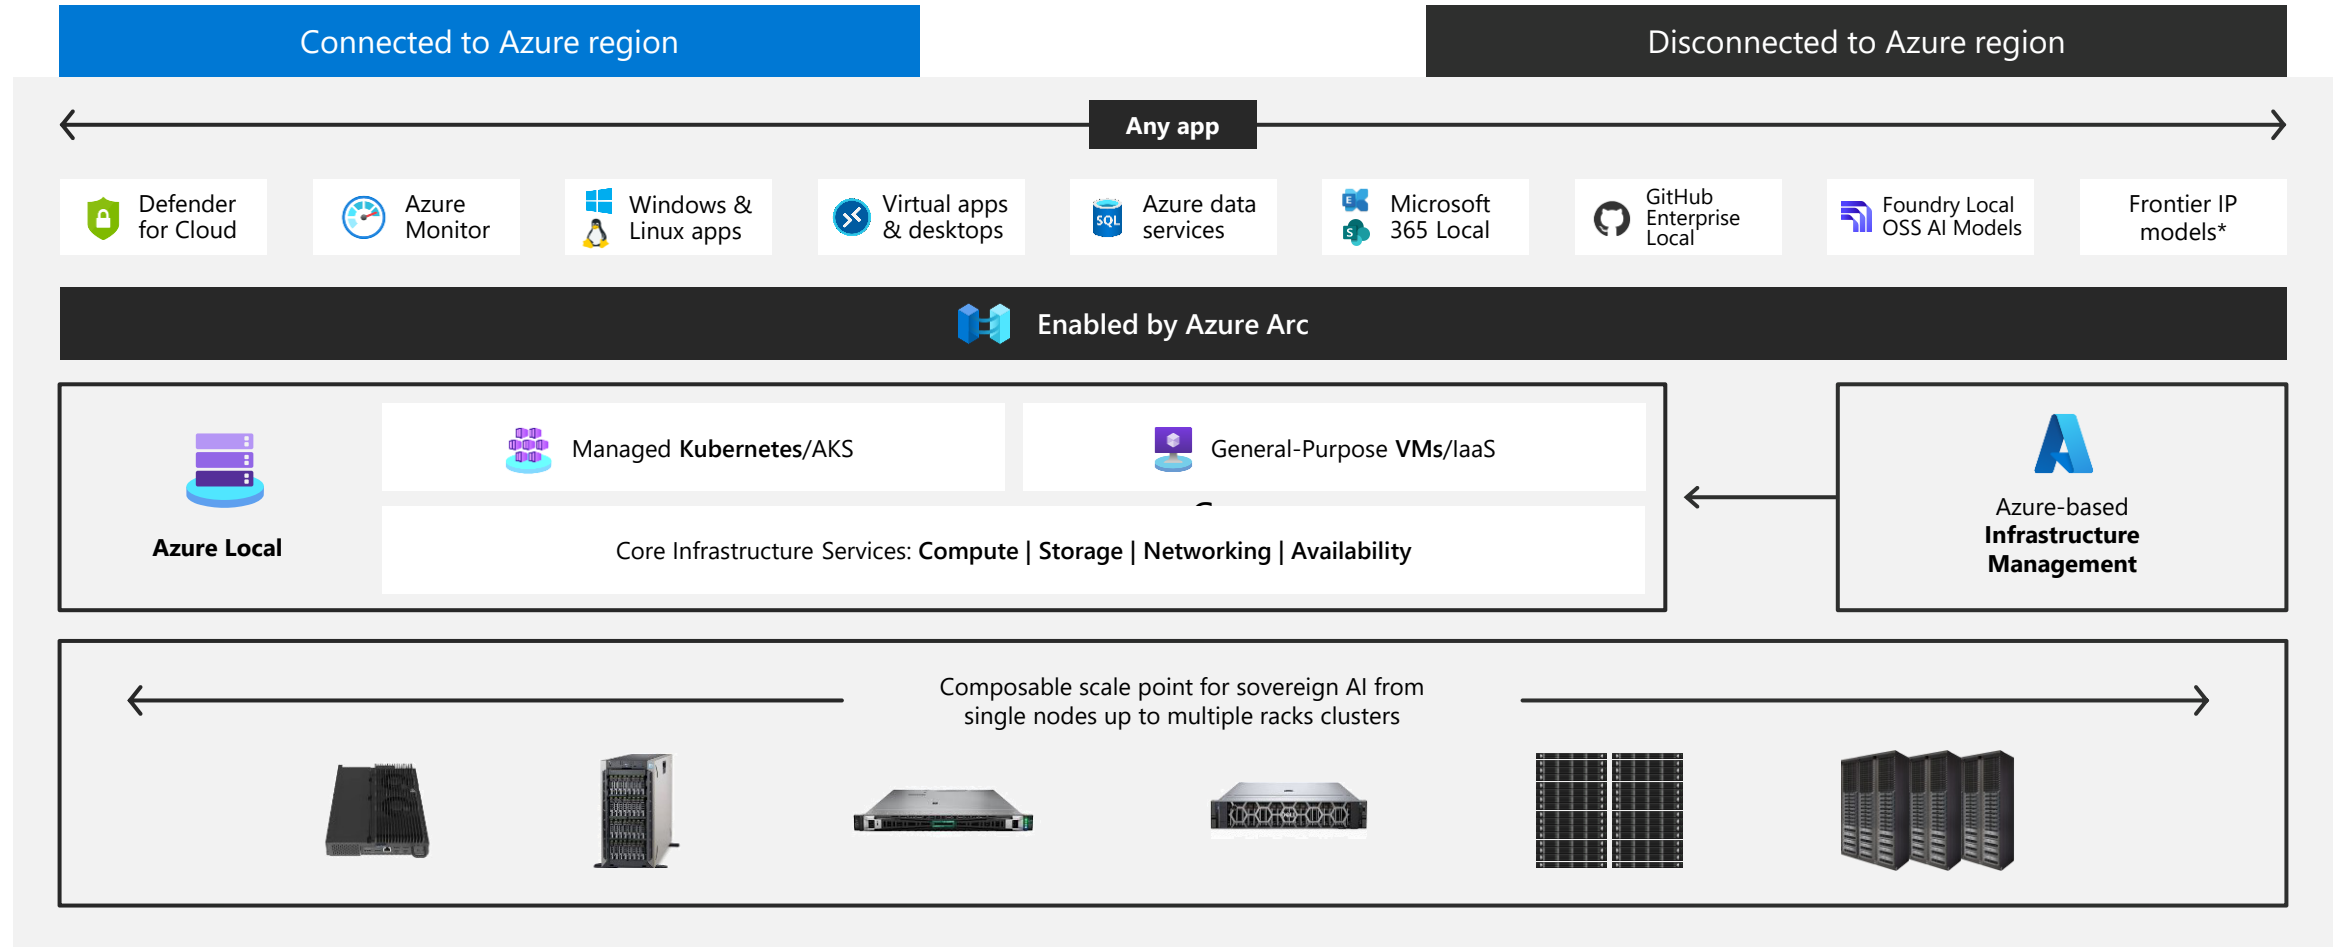 Connected to Azure region
Disconnected to Azure region
Any app
Defender
for Cloud
Azure
Monitor
Windows &
Linux apps
Virtual apps
& desktops
SQL
Azure data
services
E
S
Microsoft
365 Local
GitHub
Enterprise
Local
Foundry Local
OSS AI Models
Frontier IP
models*
Enabled by Azure Arc
Azure Local
Managed Kubernetes/AKS
General-Purpose VMs/IaaS
Core Infrastructure Services: Compute | Storage | Networking | Availability
Azure-based
Infrastructure
Management
Composable scale point for sovereign AI from
single nodes up to multiple racks clusters